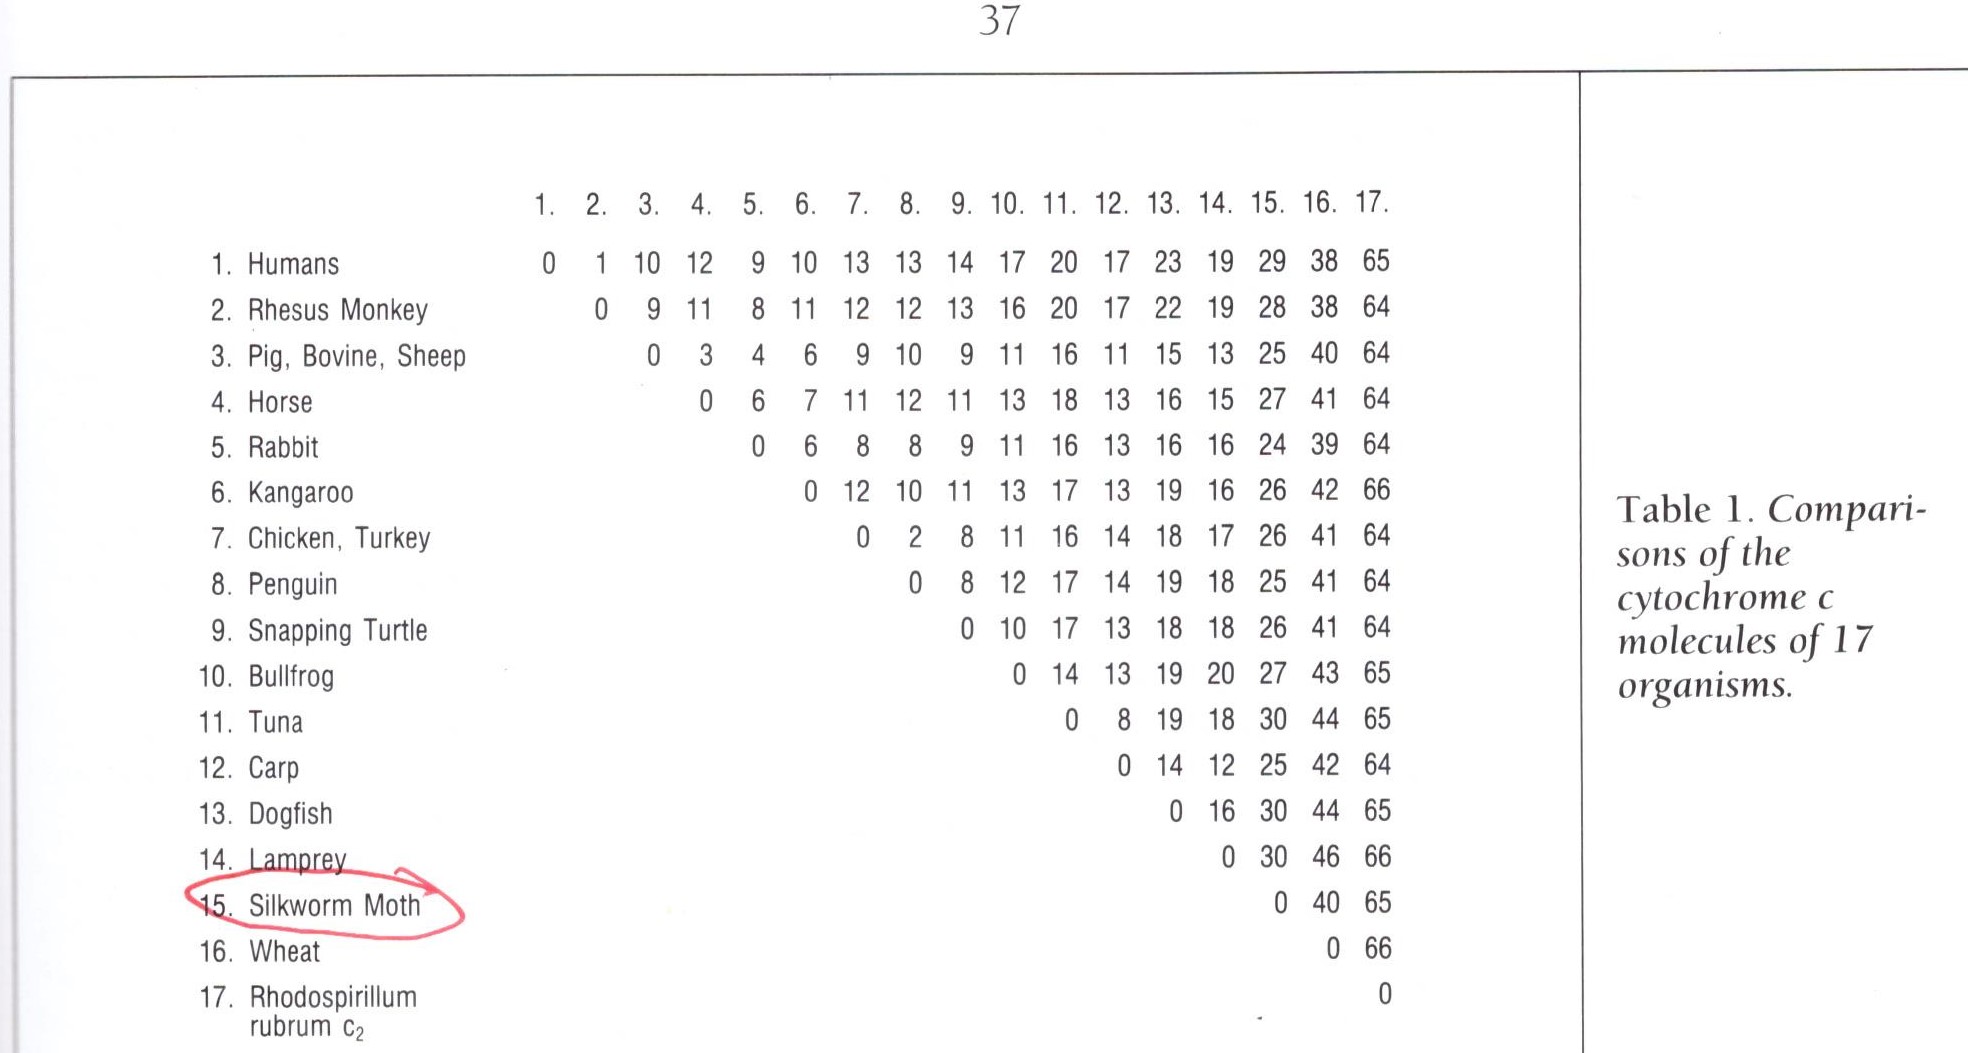 37
1. 2. 3. 4. 5. 6. 7. 8. 9. 10. 11. 12. 13. 14. 15. 16. 17.
1. Humans 0 1 10 12 9 10 13 13 14 17 20 17 23 19 29 38 65
2. Rhesus Monkey 0 9 11 8 11 12 12 13 16 20 17 22 19 28 38 64
3. Pig, Bovine, Sheep 0 3 4 6 9 10 9 11 16 11 15 13 25 40 64
4. Horse 0 6 7 11 12 11 13 18 13 16 15 27 41 64
5. Rabbit 0 6 8 8 9 11 16 13 16 16 24 39 64
6. Kangaroo 0 12 10 11 13 17 13 19 16 26 42 66
7. Chicken, Turkey 0 2 8 11 16 14 18 17 26 41 64
8. Penguin 0 8 12 17 14 19 18 25 41 64
9. Snapping Turtle 0 10 17 13 18 18 26 41 64
10. Bullfrog 0 14 13 19 20 27 43 65
11. Tuna 0 8 19 18 30 44 65
12. Carp 0 14 12 25 42 64
13. Dogfish 0 16 30 44 65
14. Lamprey 0 30 46 66
15. Silkworm Moth 0 40 65
16. Wheat 0 66
17. Rhodospirillum 0
rubrum c₂
Table 1. Compari-
sons of the
cytochrome c
molecules of 17
organisms.